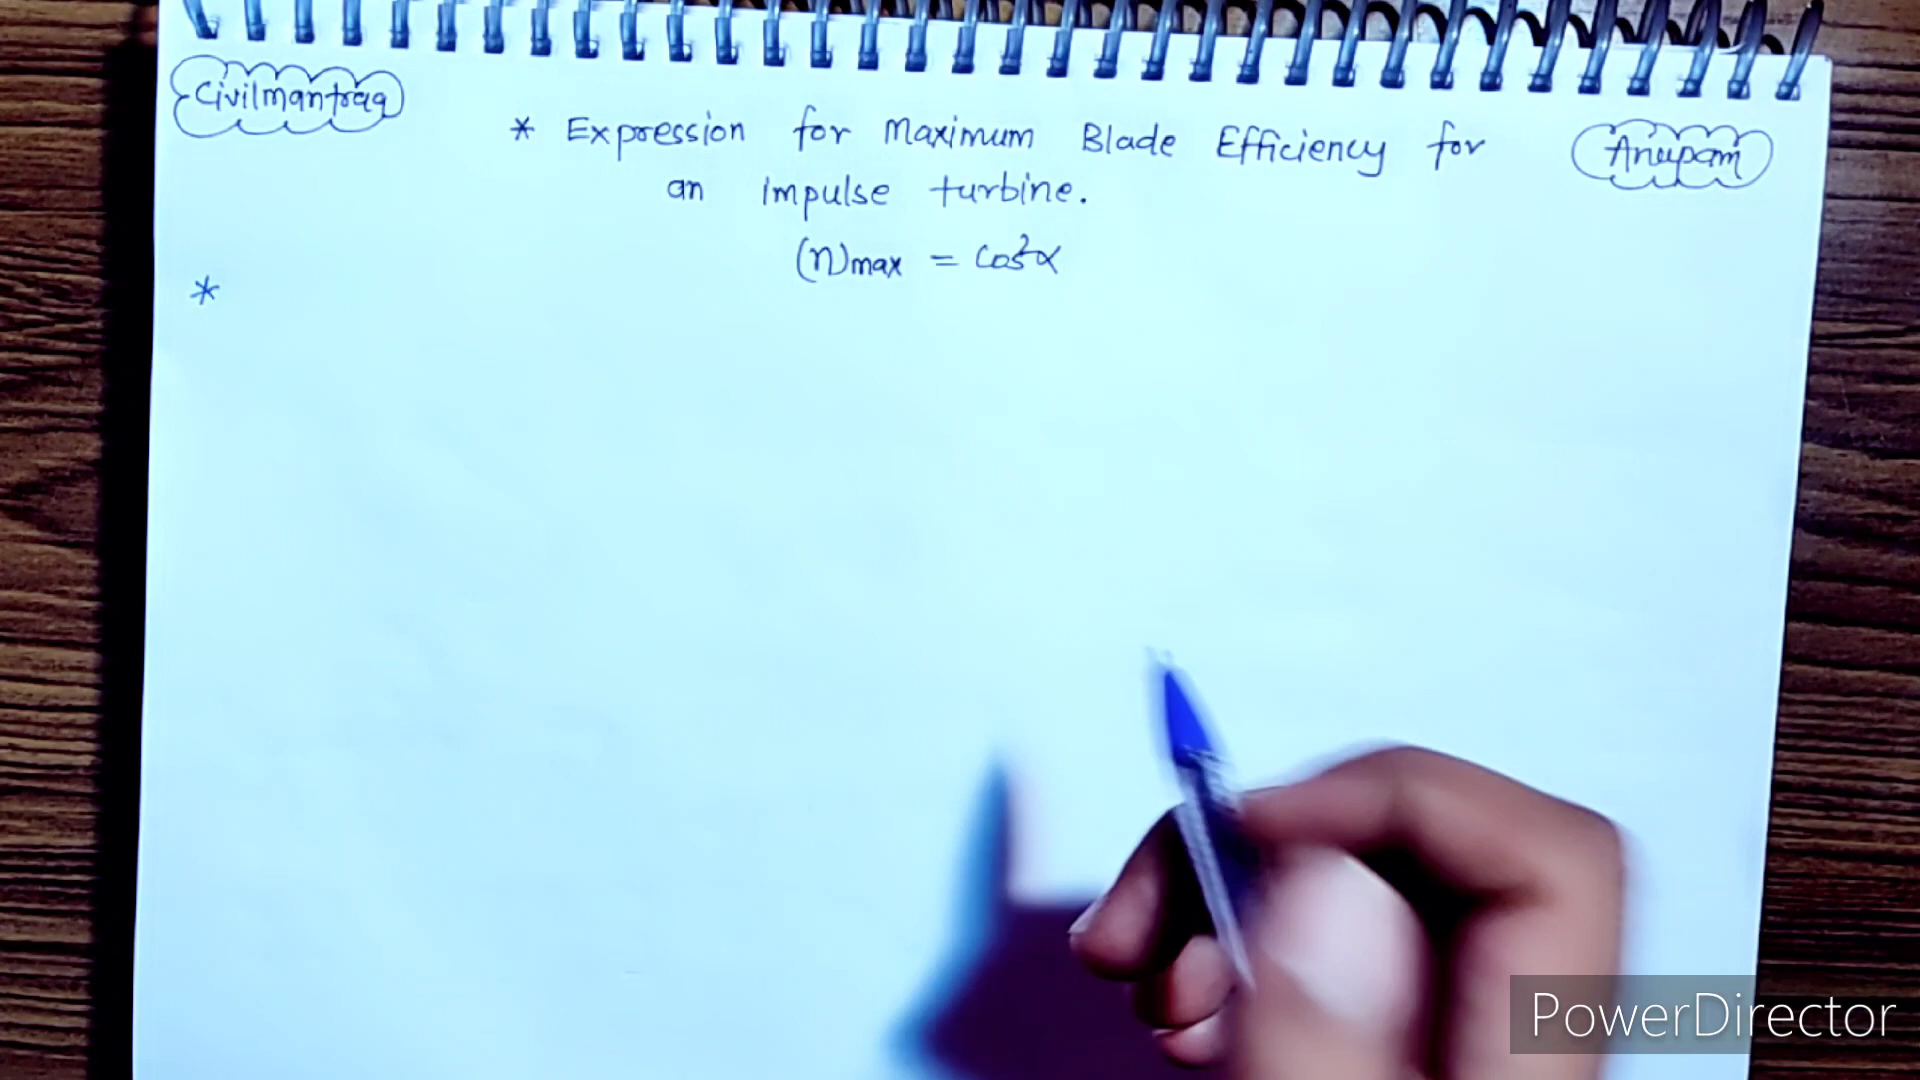 Civilmantraa
* Expression for Maximum Blade Efficiency for
Anupam
an impulse turbine.
(η)max = Cos²α
*
PowerDirector